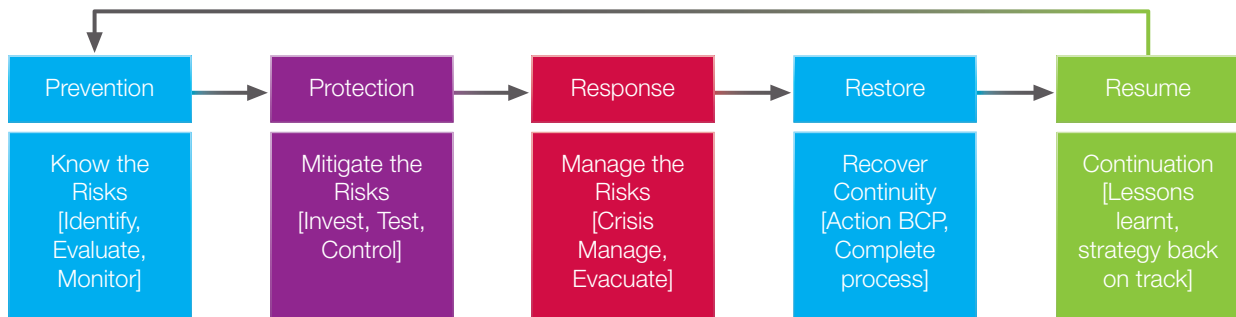 Prevention
Protection
Response
Restore
Resume
Know the
Risks
[Identify,
Evaluate,
Monitor]
Mitigate the
Risks
[Invest, Test,
Control]
Manage the
Risks
[Crisis
Manage,
Evacuate]
Recover
Continuity
[Action BCP,
Complete
process]
Continuation
[Lessons
learnt,
strategy back
on track]